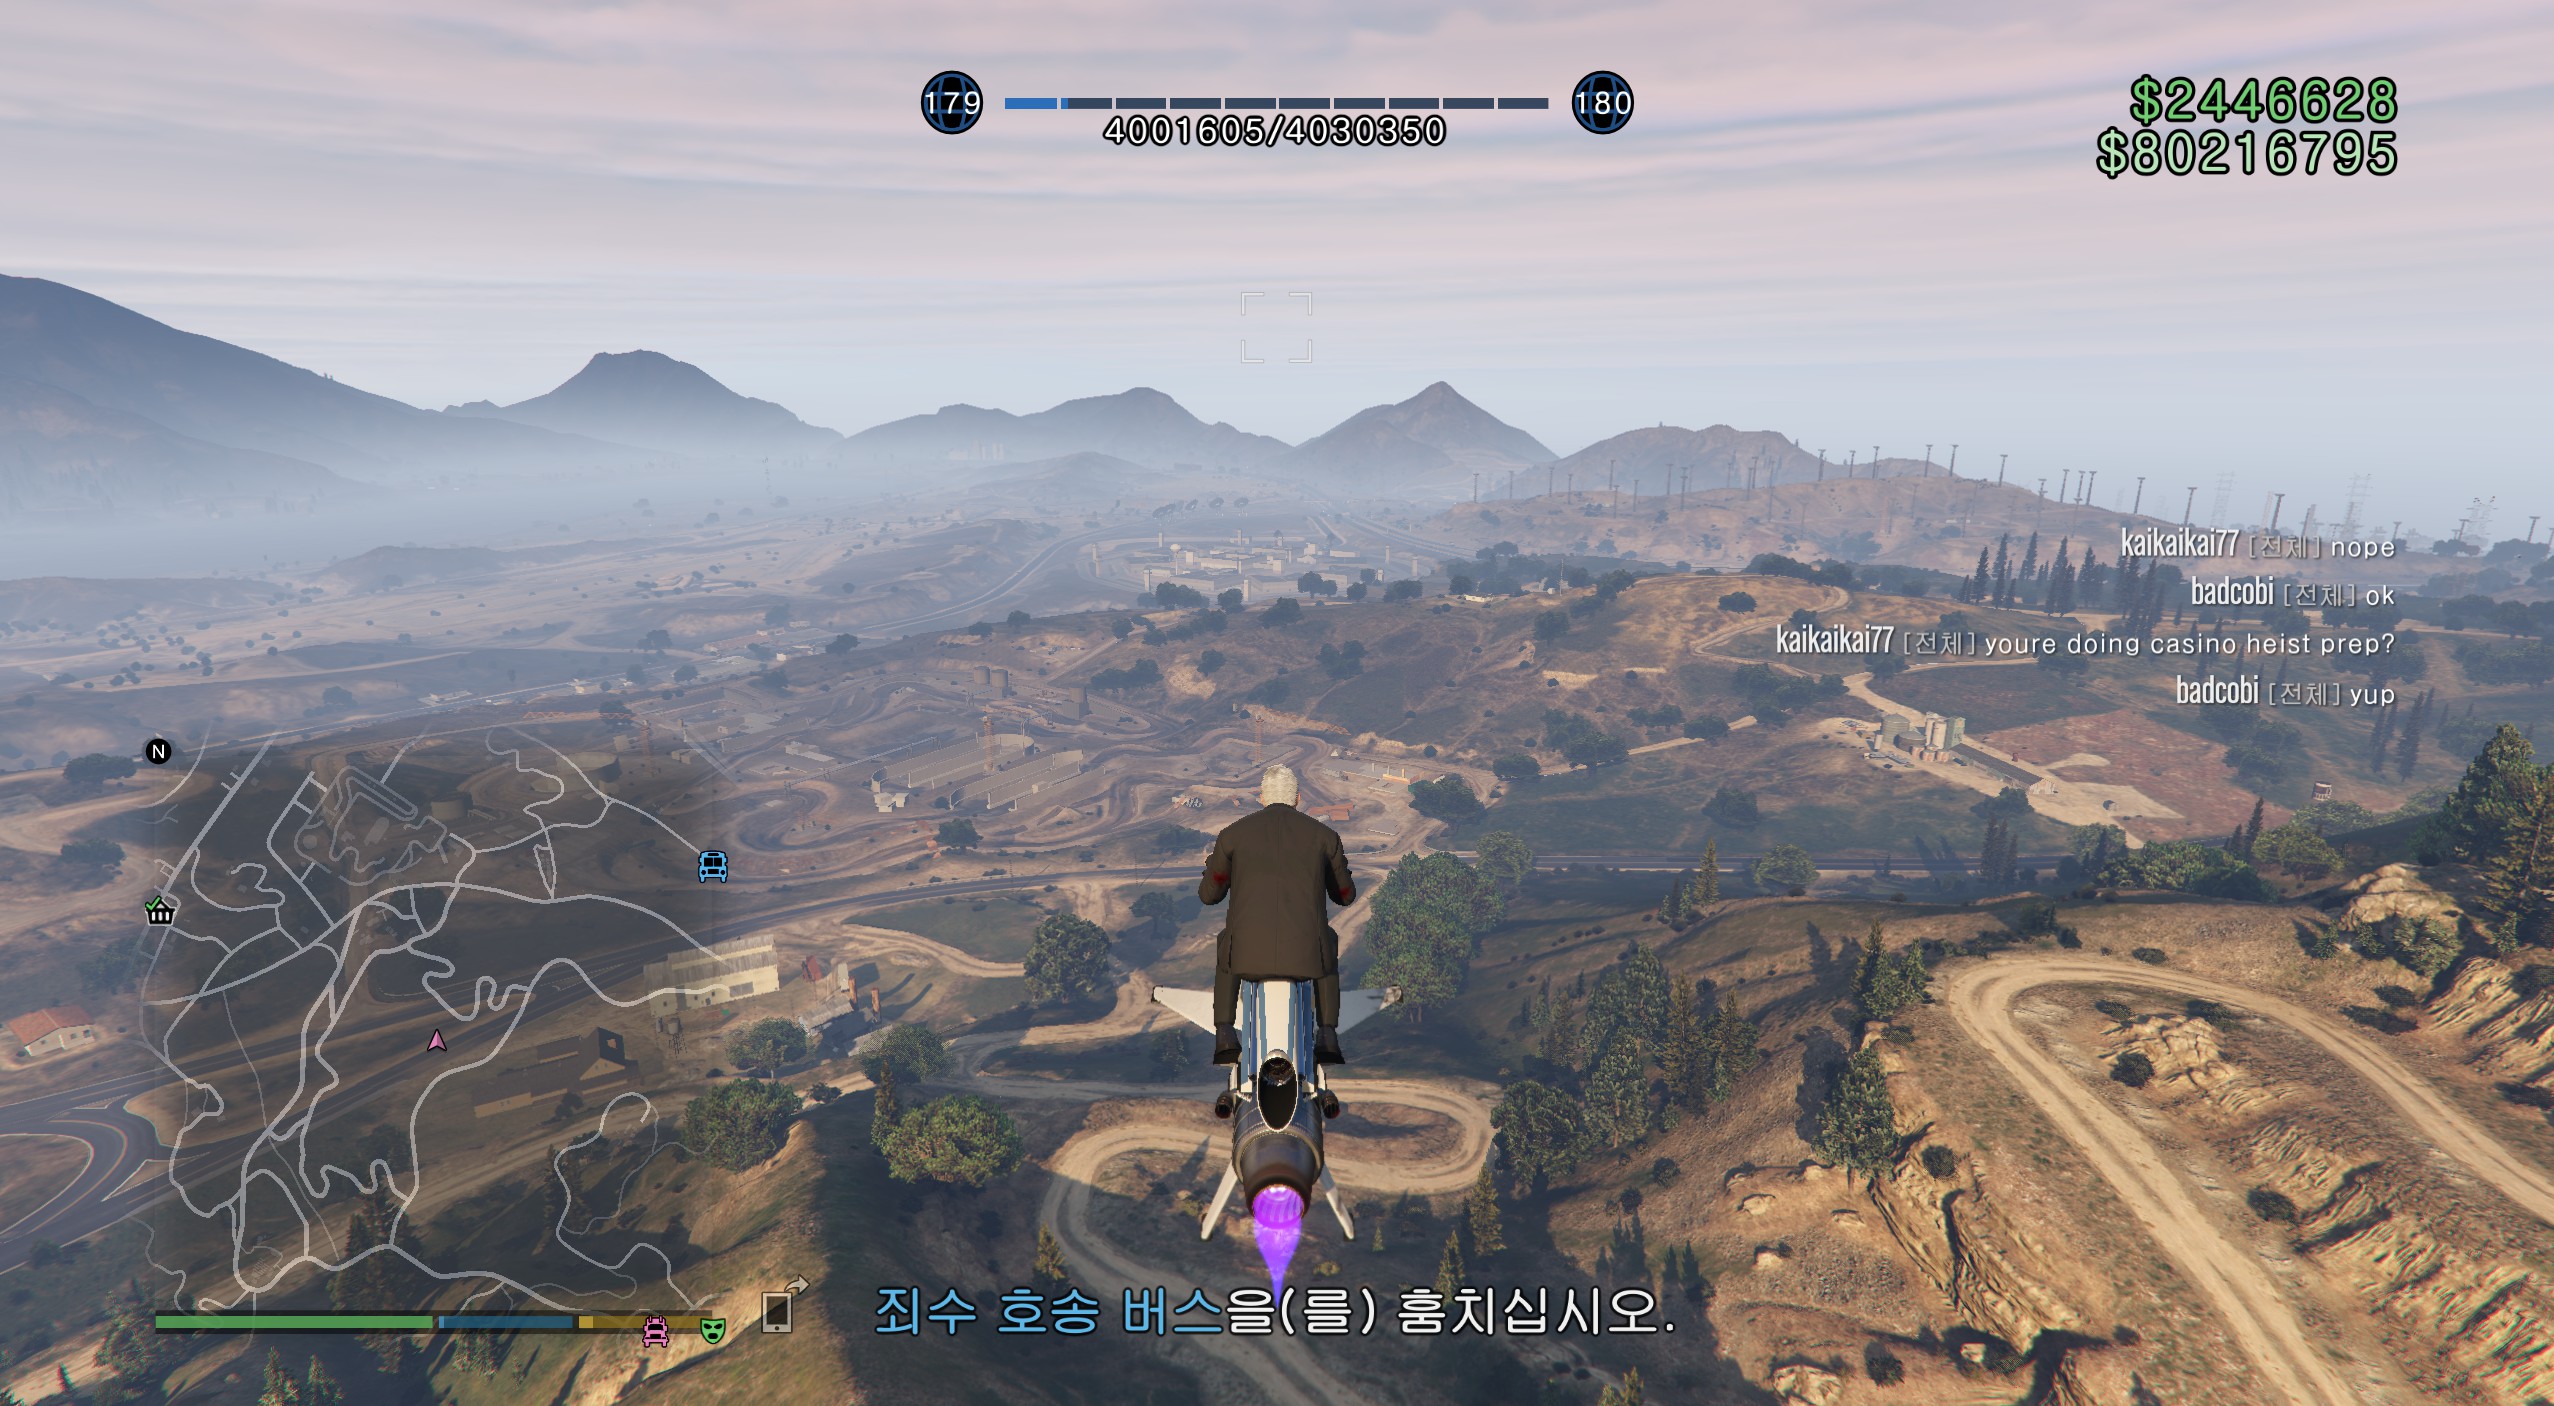 179
180
4001605/4030350
$2446628
$80216795
kaikaikai77 [전체] nope
badcobi [전체] ok
kaikaikai77 [전체] youre doing casino heist prep?
badcobi [전체] yup
N
죄수 호송 버스을(를) 훔치십시오.